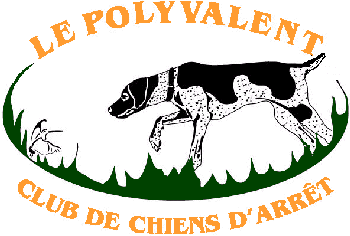 LE POLYVALENT
CLUB DE CHIENS D'ARRÊT